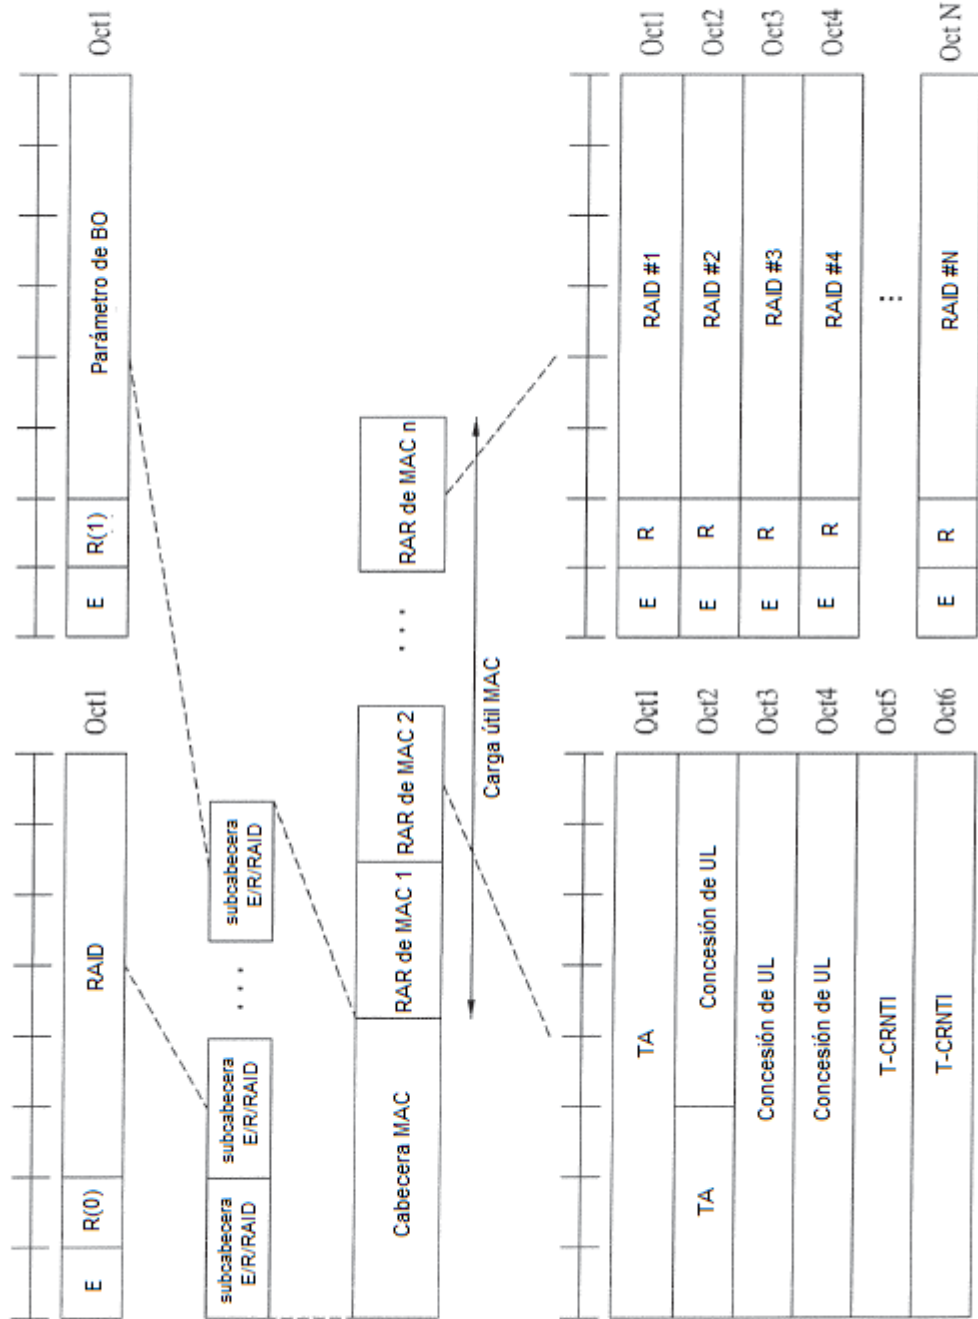 E
R(0)
RAID
Oct1
E
R(1)
Parámetro de BO
Oct1
subcabecera
E/R/RAID
subcabecera
E/R/RAID
. . .
subcabecera
E/R/RAID
Cabecera MAC
RAR de MAC 1
RAR de MAC 2
. . .
RAR de MAC n
Carga útil MAC
TA
Oct1
TA
Concesión de UL
Oct2
Concesión de UL
Oct3
Concesión de UL
Oct4
T-CRNTI
Oct5
T-CRNTI
Oct6
E
R
RAID #1
Oct1
E
R
RAID #2
Oct2
E
R
RAID #3
Oct3
E
R
RAID #4
Oct4
...
E
R
RAID #N
Oct N